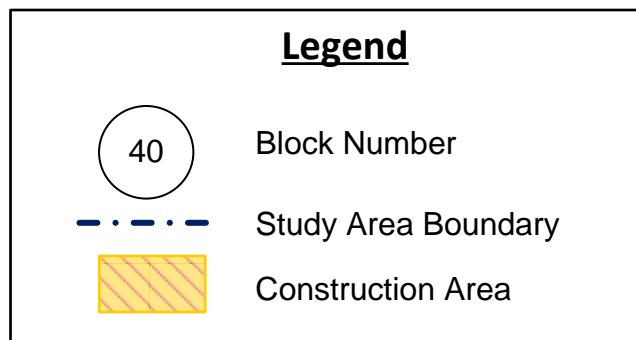 Legend
40 Block Number
Study Area Boundary
Construction Area